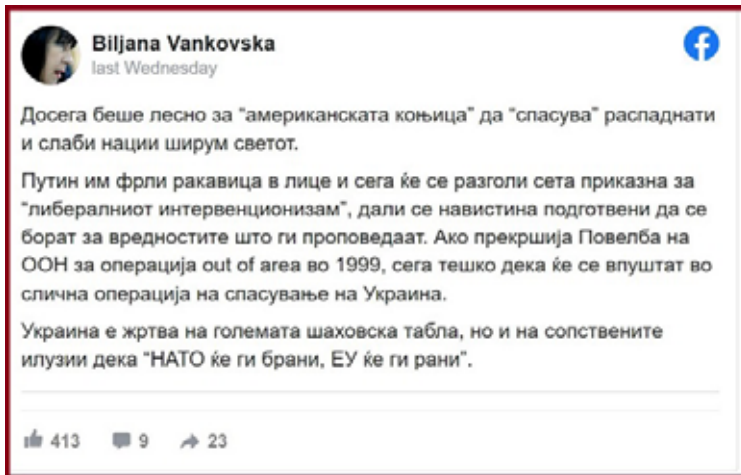 Biljana Vankovska
last Wednesday
Досега беше лесно за “американската коњица” да “спасува” распаднати
и слаби нации ширум светот.
Путин им фрли ракавица в лице и сега ќе се разголи сета приказна за
“либералниот интервенционизам”, дали се навистина подготвени да се
борат за вредностите што ги проповедаат. Ако прекршија Повелба на
ООН за операција out of area во 1999, сега тешко дека ќе се впуштат во
слична операција на спасување на Украина.
Украина е жртва на големата шаховска табла, но и на сопствените
илузии дека “НАТО ќе ги брани, ЕУ ќе ги рани”.
413 9 23